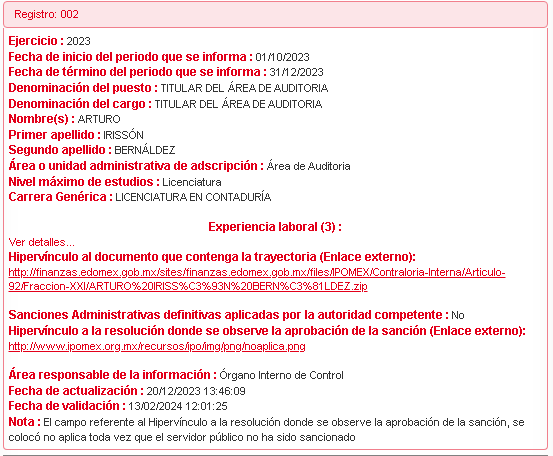 Registro: 002
Ejercicio : 2023
Fecha de inicio del periodo que se informa : 01/10/2023
Fecha de término del periodo que se informa : 31/12/2023
Denominación del puesto : TITULAR DEL ÁREA DE AUDITORIA
Denominación del cargo : TITULAR DEL ÁREA DE AUDITORIA
Nombre(s) : ARTURO
Primer apellido : IRISSÓN
Segundo apellido : BERNÁLDEZ
Área o unidad administrativa de adscripción : Área de Auditoria
Nivel máximo de estudios : Licenciatura
Carrera Genérica : LICENCIATURA EN CONTADURÍA
Experiencia laboral (3) :
Ver detalles...
Hipervínculo al documento que contenga la trayectoria (Enlace externo):
http://finanzas.edomex.gob.mx/sites/finanzas.edomex.gob.mx/files/IPOMEX/Contraloria-Interna/Articulo-
92/Fraccion-XXI/ARTURO%20IRISS%C3%93N%20BERN%C3%81LDEZ.zip
Sanciones Administrativas definitivas aplicadas por la autoridad competente : No
Hipervínculo a la resolución donde se observe la aprobación de la sanción (Enlace externo):
http://www.ipomex.org.mx/recursos/ipo/img/png/noaplica.png
Área responsable de la información : Órgano Interno de Control
Fecha de actualización : 20/12/2023 13:46:09
Fecha de validación : 13/02/2024 12:01:25
Nota : El campo referente al Hipervínculo a la resolución donde se observe la aprobación de la sanción, se
colocó no aplica toda vez que el servidor público no ha sido sancionado